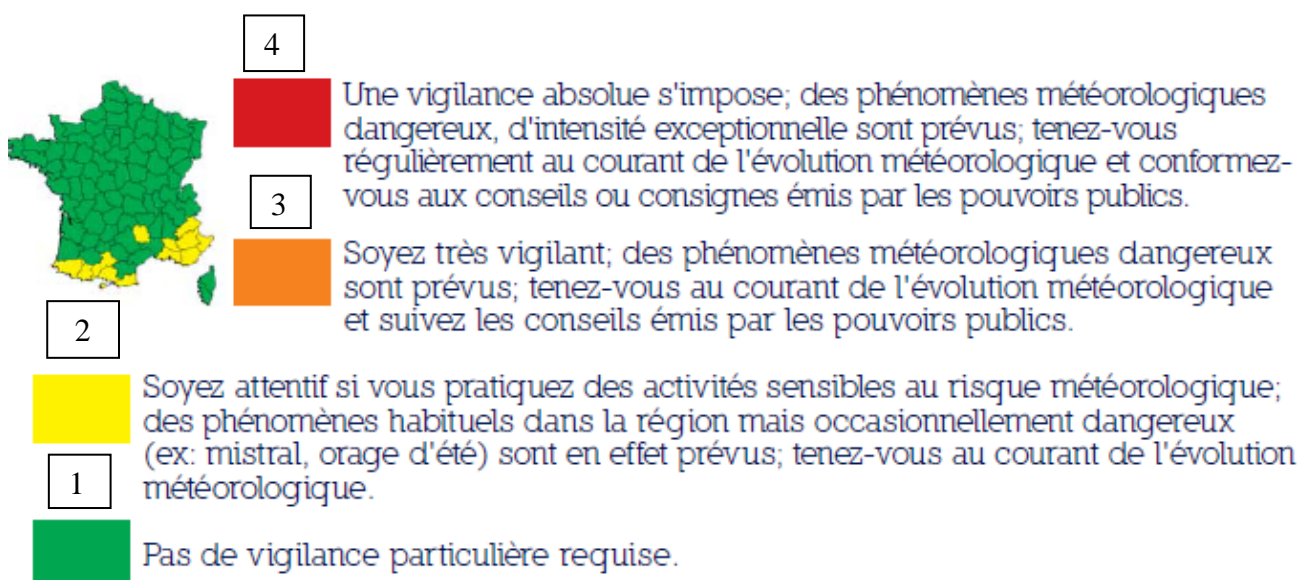 4
Une vigilance absolue s'impose; des phénomènes météorologiques
dangereux, d'intensité exceptionnelle sont prévus; tenez-vous
régulièrement au courant de l'évolution météorologique et conformez-
vous aux conseils ou consignes émis par les pouvoirs publics.
3
Soyez très vigilant; des phénomènes météorologiques dangereux
sont prévus; tenez-vous au courant de l'évolution météorologique
et suivez les conseils émis par les pouvoirs publics.
2
Soyez attentif si vous pratiquez des activités sensibles au risque météorologique;
des phénomènes habituels dans la région mais occasionnellement dangereux
(ex: mistral, orage d'été) sont en effet prévus; tenez-vous au courant de l'évolution
météorologique.
1
Pas de vigilance particulière requise.